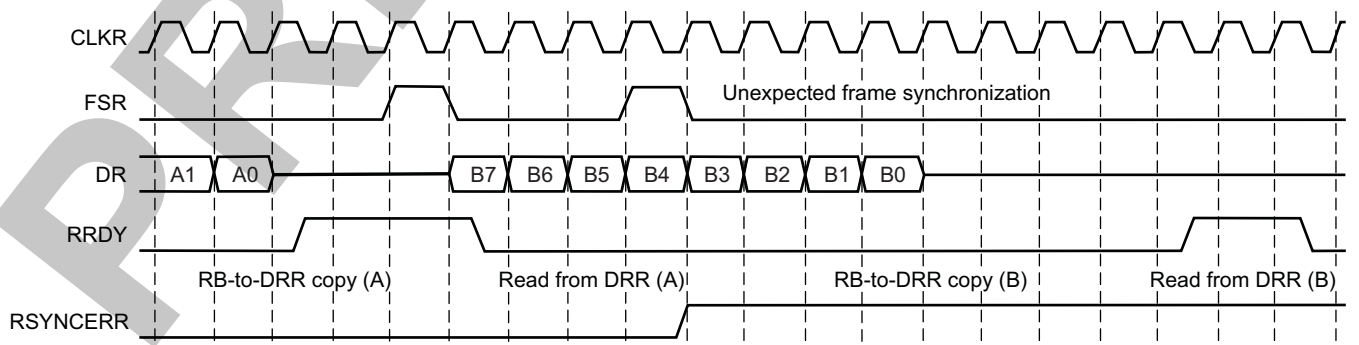 CLKR
FSR
Unexpected frame synchronization
DR
A1 A0 B7 B6 B5 B4 B3 B2 B1 B0
RRDY
RB-to-DRR copy (A) Read from DRR (A) RB-to-DRR copy (B) Read from DRR (B)
RSYNCERR
PR